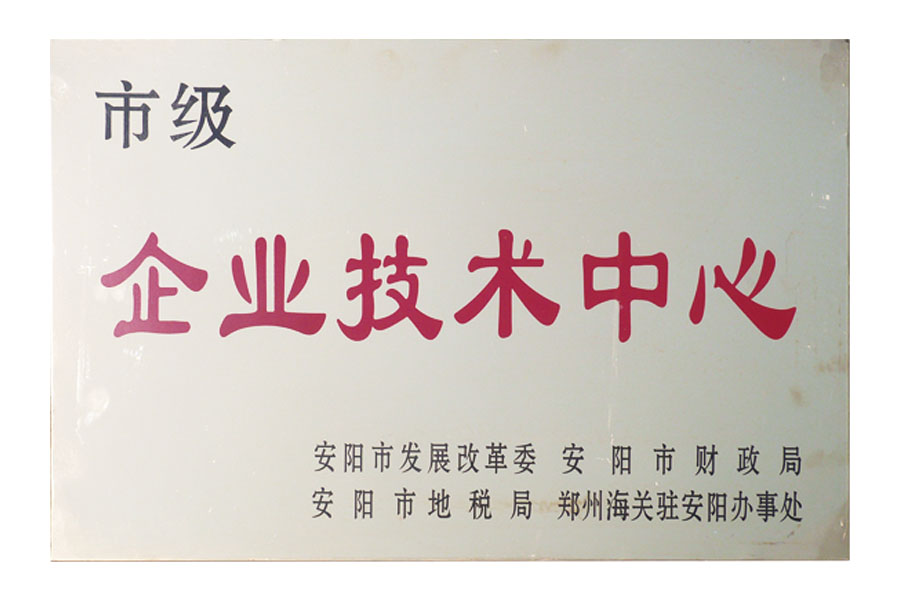 市级
企业技术中心
安阳市发展改革委 安阳市财政局
安阳市地税局 郑州海关驻安阳办事处